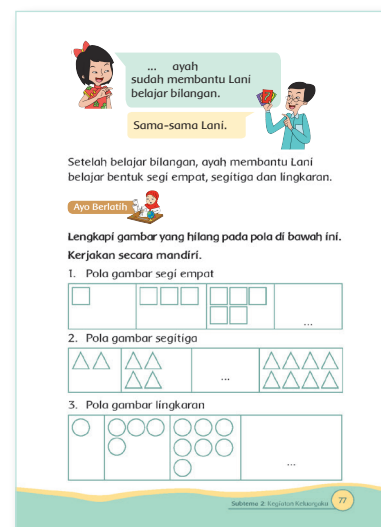 ... ayah
sudah membantu Lani
belajar bilangan.
Sama-sama Lani.
Setelah belajar bilangan, ayah membantu Lani
belajar bentuk segi empat, segitiga dan lingkaran.
Ayo Berlatih
Lengkapi gambar yang hilang pada pola di bawah ini.
Kerjakan secara mandiri.
1. Pola gambar segi empat
...
2. Pola gambar segitiga
...
3. Pola gambar lingkaran
...
Subtema 2: Kegiatan Keluargaku 77